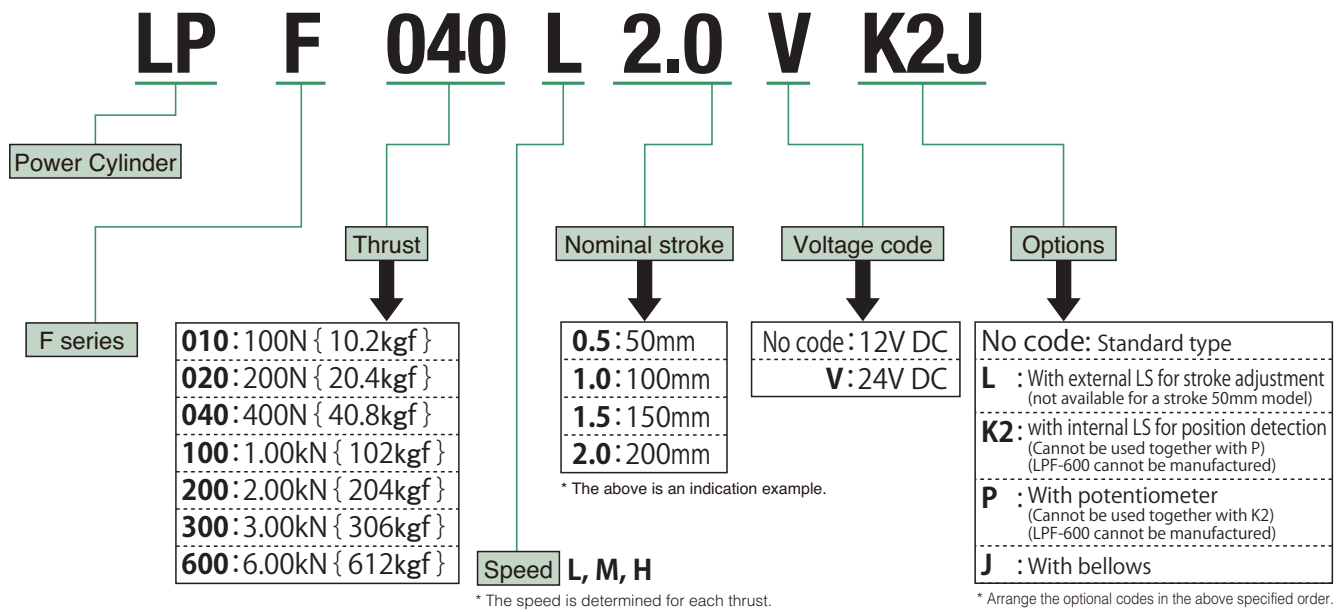 LP F 040 L 2.0 V K2J
Power Cylinder
F series
Thrust
010:100N { 10.2kgf }
020:200N { 20.4kgf }
040:400N { 40.8kgf }
100:1.00kN { 102kgf }
200:2.00kN { 204kgf }
300:3.00kN { 306kgf }
600:6.00kN { 612kgf }
Speed L, M, H
* The speed is determined for each thrust.
Nominal stroke
0.5:50mm
1.0:100mm
1.5:150mm
2.0:200mm
* The above is an indication example.
Voltage code
No code:12V DC
V:24V DC
Options
No code: Standard type
L : With external LS for stroke adjustment
(not available for a stroke 50mm model)
K2: with internal LS for position detection
(Cannot be used together with P)
(LPF-600 cannot be manufactured)
P : With potentiometer
(Cannot be used together with K2)
(LPF-600 cannot be manufactured)
J : With bellows
* Arrange the optional codes in the above specified order.